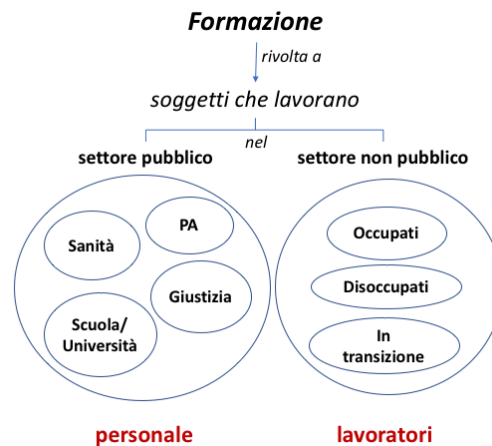 Formazione
rivolta a
soggetti che lavorano
nel
settore pubblico
settore non pubblico
Sanità
PA
Giustizia
Scuola/
Università
Occupati
Disoccupati
In
transizione
personale
lavoratori